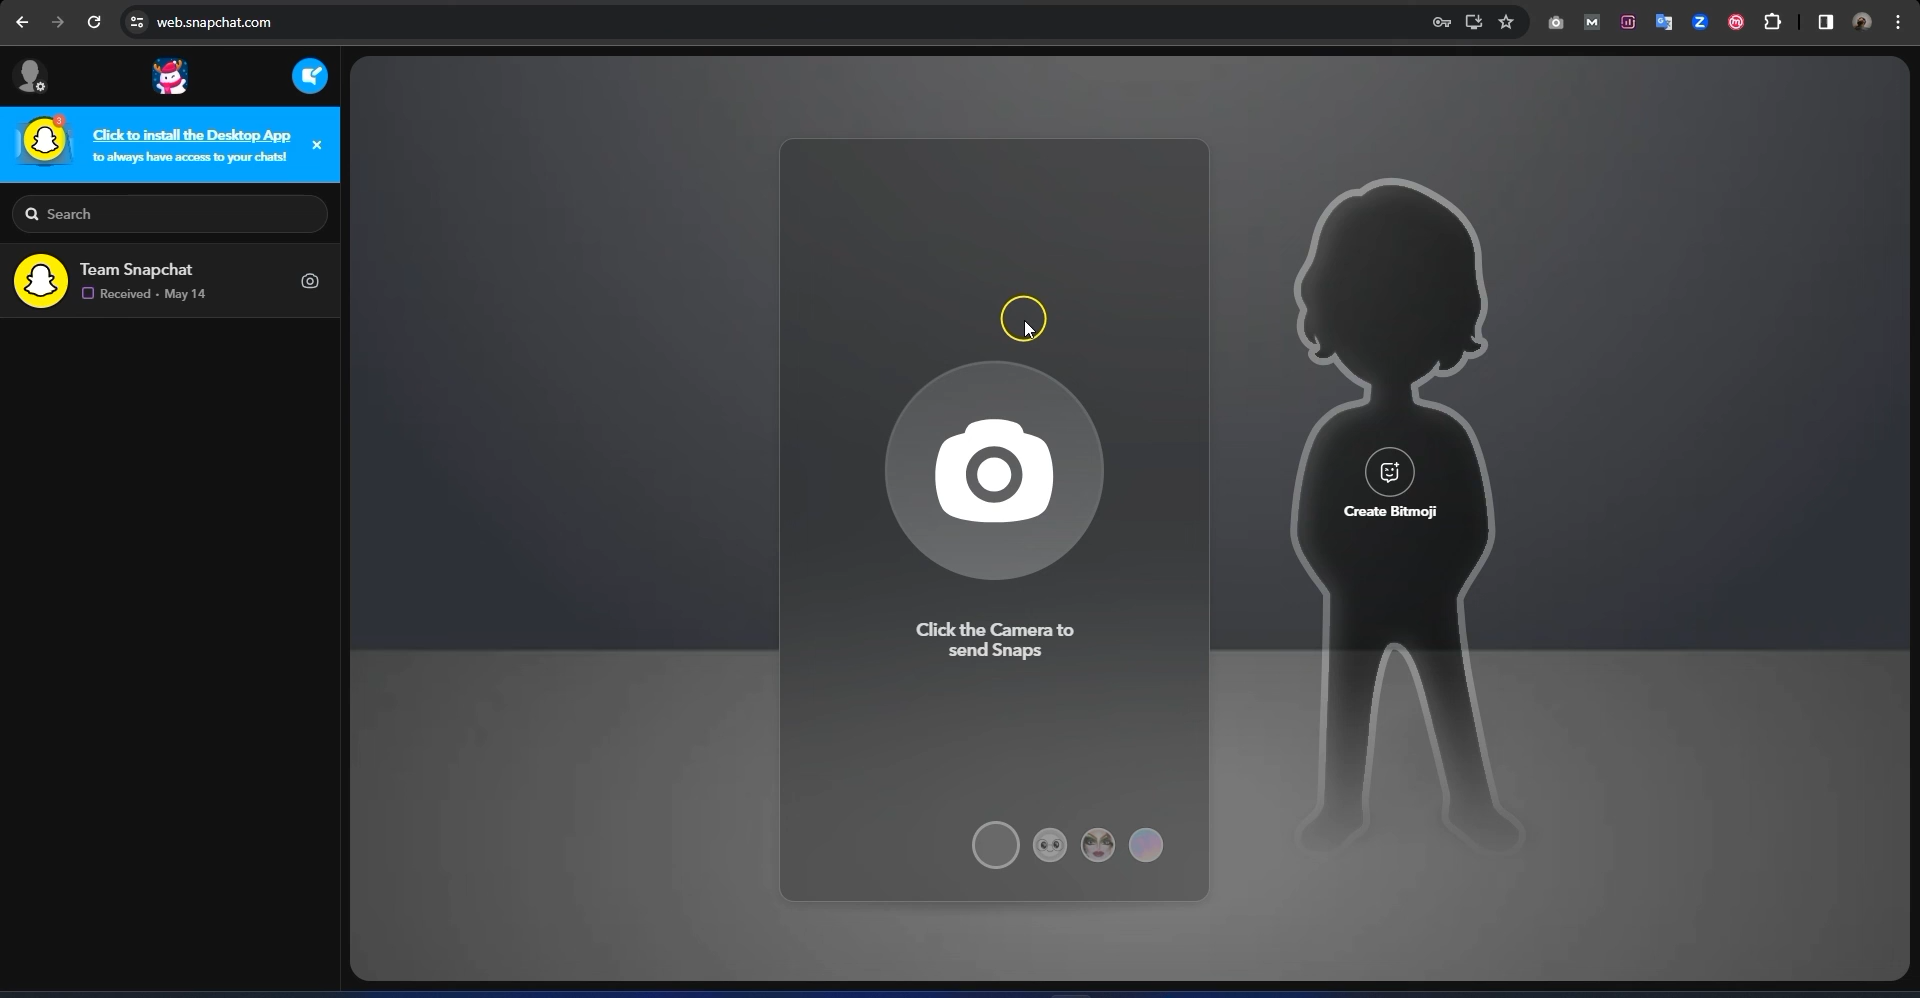 web.snapchat.com
3
Click to install the Desktop App
to always have access to your chats!
Search
Team Snapchat
Received · May 14
Click the Camera to
send Snaps
Create Bitmoji